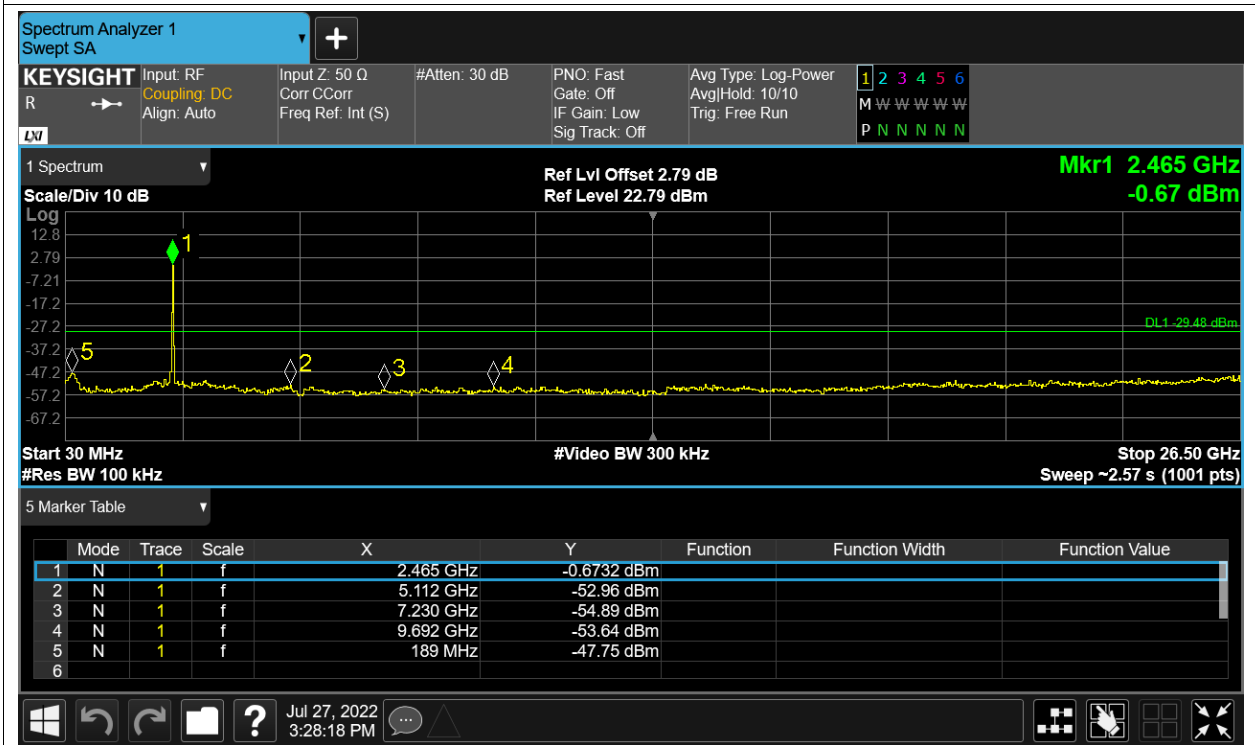 Spectrum Analyzer 1
Swept SA
+
KEYSIGHT Input: RF Input Z: 50 Ω #Atten: 30 dB PNO: Fast Avg Type: Log-Power 1 2 3 4 5 6
R Coupling: DC Corr CCorr Gate: Off Avg|Hold: 10/10 M W W W W W W
Align: Auto Freq Ref: Int (S) IF Gain: Low Trig: Free Run
LXI Sig Track: Off P N N N N N N
1 Spectrum Ref Lvl Offset 2.79 dB Mkr1 2.465 GHz
Scale/Div 10 dB Ref Level 22.79 dBm -0.67 dBm
Log
12.8 1
2.79
-7.21
-17.2
-27.2 DL1 -29.48 dBm
-37.2 5
-47.2 2 3 4
-57.2
-67.2
Start 30 MHz #Video BW 300 kHz Stop 26.50 GHz
#Res BW 100 kHz Sweep ~2.57 s (1001 pts)
5 Marker Table
Mode Trace Scale X Y Function Function Width Function Value
1 N 1 f 2.465 GHz -0.6732 dBm
2 N 1 f 5.112 GHz -52.96 dBm
3 N 1 f 7.230 GHz -54.89 dBm
4 N 1 f 9.692 GHz -53.64 dBm
5 N 1 f 189 MHz -47.75 dBm
6
? Jul 27, 2022
3:28:18 PM